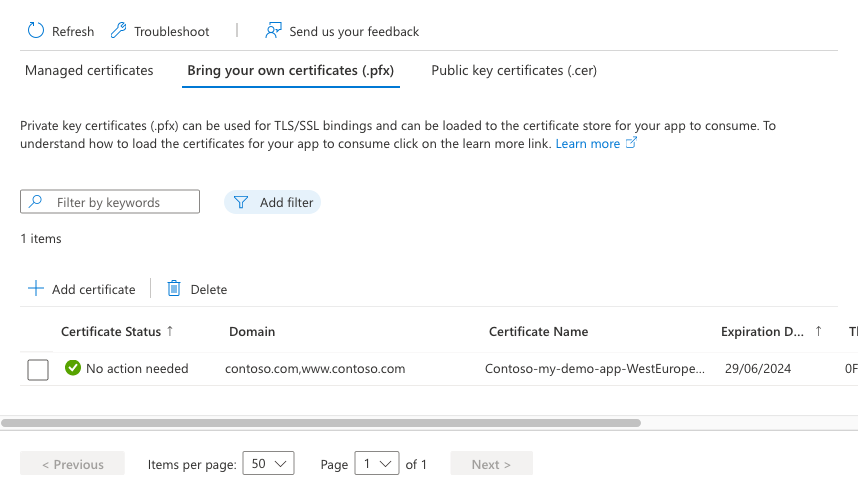 Refresh Troubleshoot Send us your feedback
Managed certificates Bring your own certificates (.pfx) Public key certificates (.cer)
Private key certificates (.pfx) can be used for TLS/SSL bindings and can be loaded to the certificate store for your app to consume. To
understand how to load the certificates for your app to consume click on the learn more link. Learn more
Filter by keywords Add filter
1 items
Add certificate Delete
Certificate Status ↑ Domain Certificate Name Expiration D... ↑
No action needed contoso.com,www.contoso.com Contoso-my-demo-app-WestEurope... 29/06/2024
< Previous Items per page: 50 Page 1 of 1 Next >